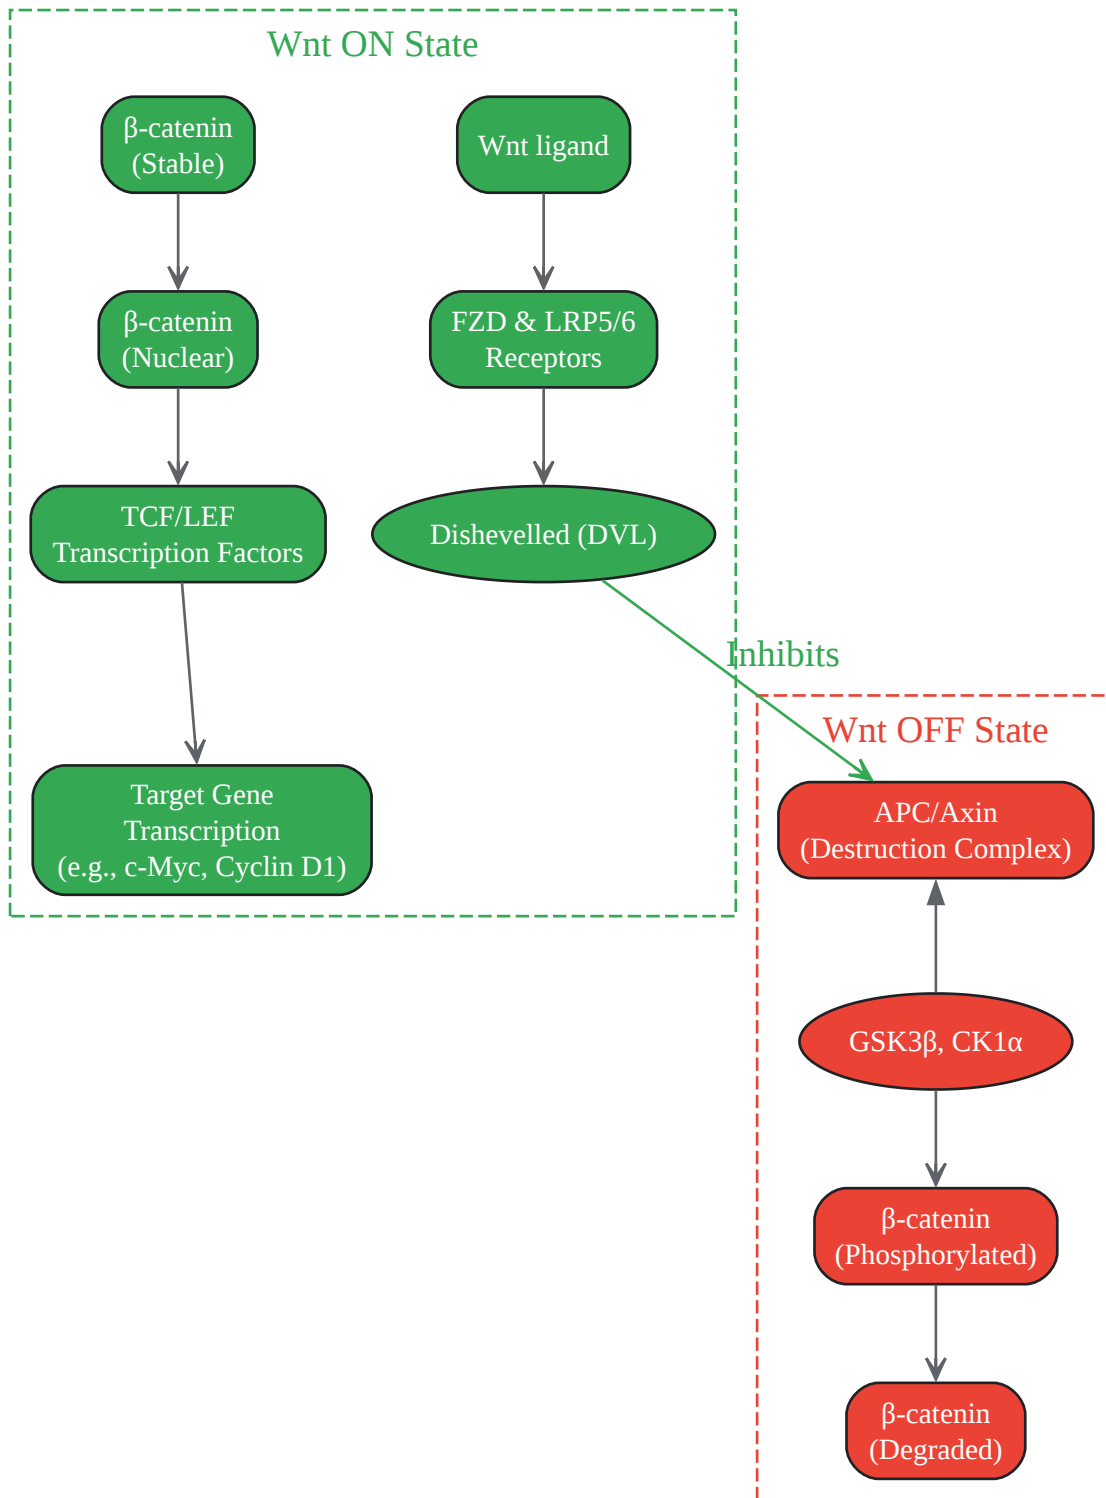 Wnt ON State
β-catenin
(Stable)
Wnt ligand
β-catenin
(Nuclear)
FZD & LRP5/6
Receptors
TCF/LEF
Transcription Factors
Dishevelled (DVL)
Inhibits
Target Gene
Transcription
(e.g., c-Myc, Cyclin D1)
Wnt OFF State
APC/Axin
(Destruction Complex)
GSK3β, CK1α
β-catenin
(Phosphorylated)
β-catenin
(Degraded)